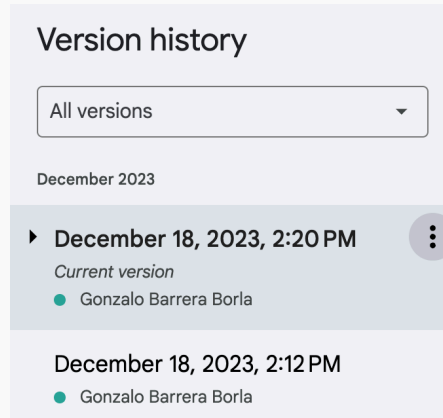 Version history
All versions
December 2023
December 18, 2023, 2:20 PM
Current version
Gonzalo Barrera Borla
December 18, 2023, 2:12 PM
Gonzalo Barrera Borla